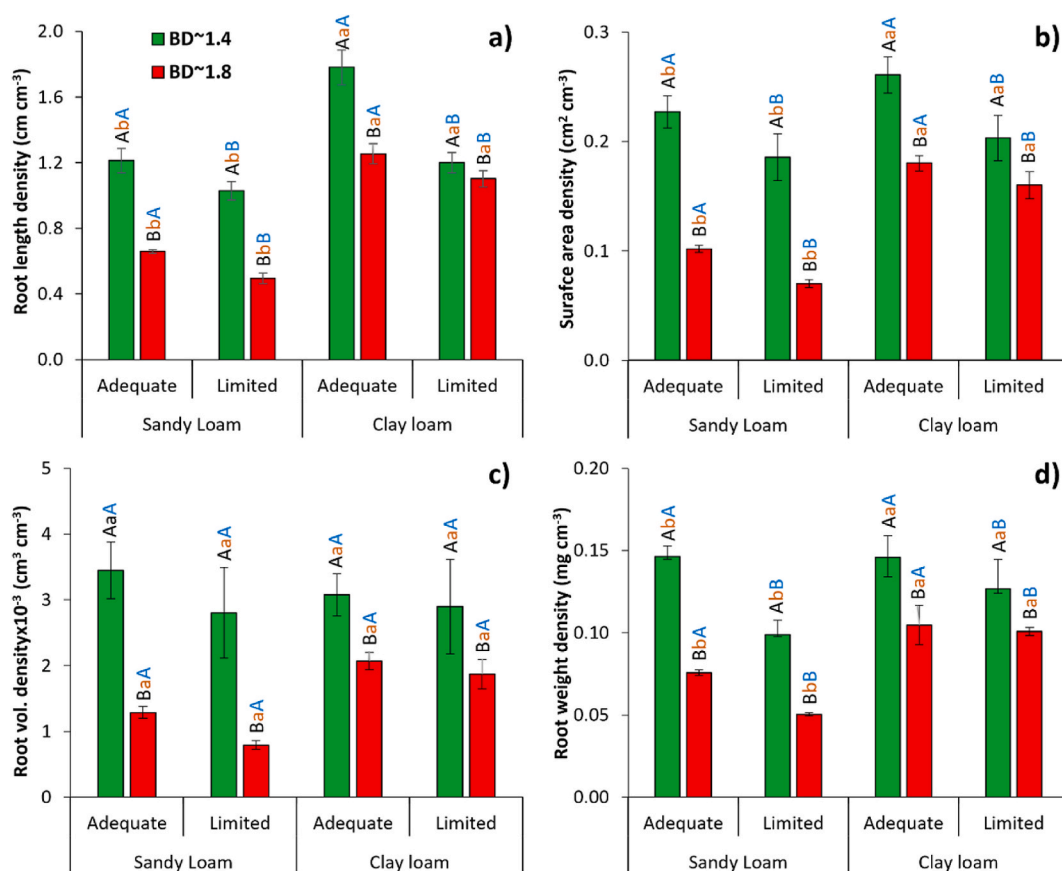 a)
BD~1.4
BD~1.8
Root length density (cm cm⁻³)
2.0
1.6
1.2
0.8
0.4
0.0
AbA
BbA
AbB
BbB
AaA
BaA
AaB
BaB
Adequate Limited Adequate Limited
Sandy Loam Clay loam
b)
Surafce area density (cm² cm⁻³)
0.3
0.2
0.1
0.0
AbA
BbA
AbB
BbB
AaA
BaA
AaB
BaB
Adequate Limited Adequate Limited
Sandy Loam Clay loam
c)
Root vol. densityx10⁻³ (cm³ cm⁻³)
5
4
3
2
1
0
AaA
BaA
AaA
BaA
AaA
BaA
AaA
BaA
Adequate Limited Adequate Limited
Sandy Loam Clay loam
d)
Root weight density (mg cm⁻³)
0.20
0.15
0.10
0.05
0.00
AbA
BbA
AbB
BbB
AaA
BaA
AaB
BaB
Adequate Limited Adequate Limited
Sandy Loam Clay loam